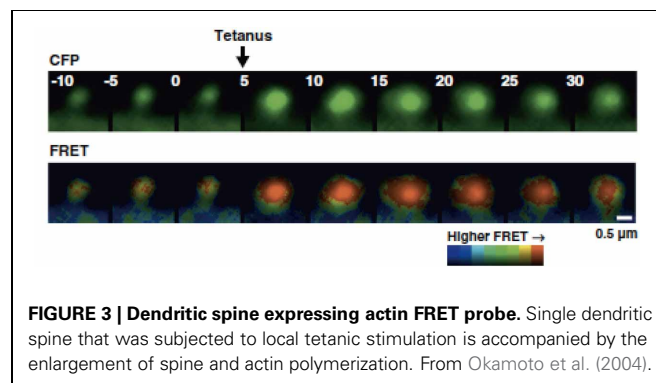 Tetanus
CFP
-10 -5 0 5 10 15 20 25 30
FRET
Higher FRET →
0.5 µm
FIGURE 3 | Dendritic spine expressing actin FRET probe. Single dendritic
spine that was subjected to local tetanic stimulation is accompanied by the
enlargement of spine and actin polymerization. From Okamoto et al. (2004).